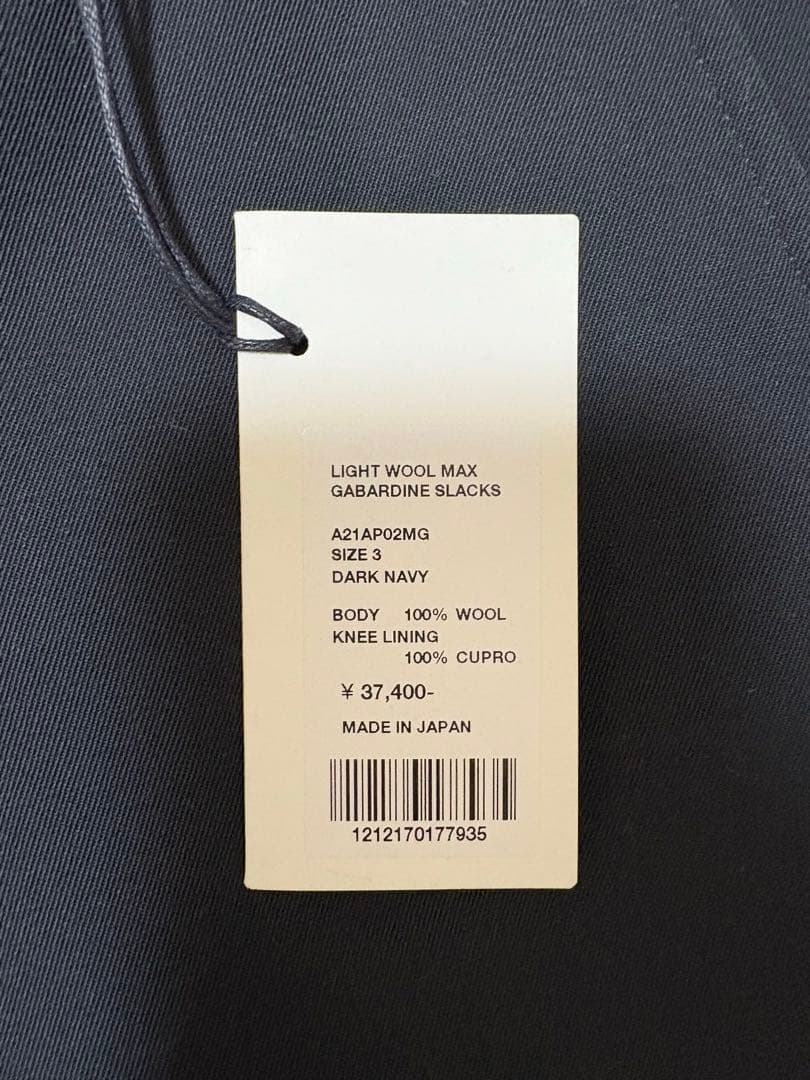 LIGHT WOOL MAX
GABARDINE SLACKS
A21AP02MG
SIZE 3
DARK NAVY
BODY 100% WOOL
KNEE LINING
100% CUPRO
¥ 37,400-
MADE IN JAPAN
1212170177935